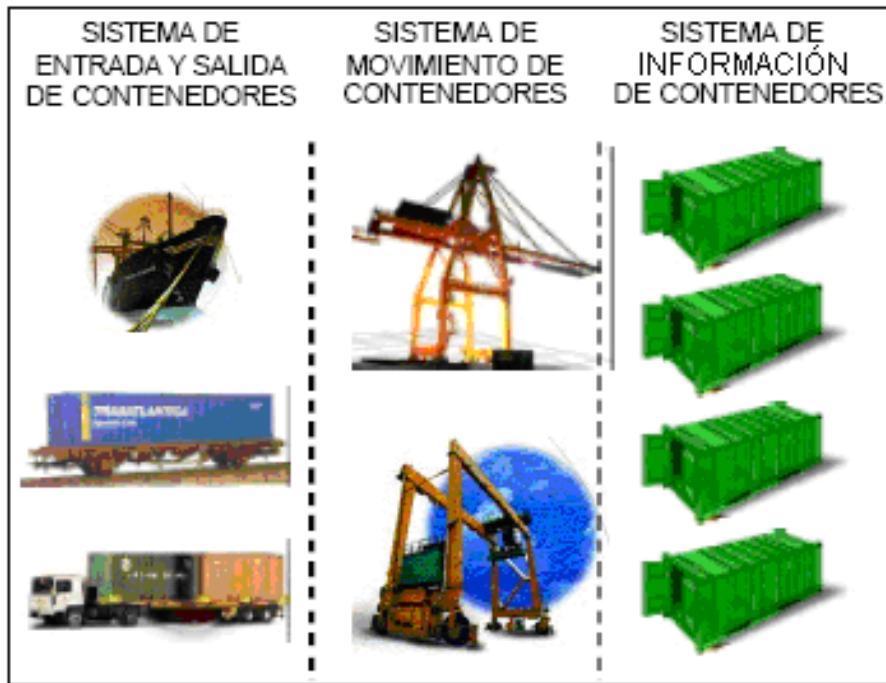 SISTEMA DE
ENTRADA Y SALIDA
DE CONTENEDORES
SISTEMA DE
MOVIMIENTO DE
CONTENEDORES
SISTEMA DE
INFORMACIÓN
DE CONTENEDORES
TRANSATLANTICA